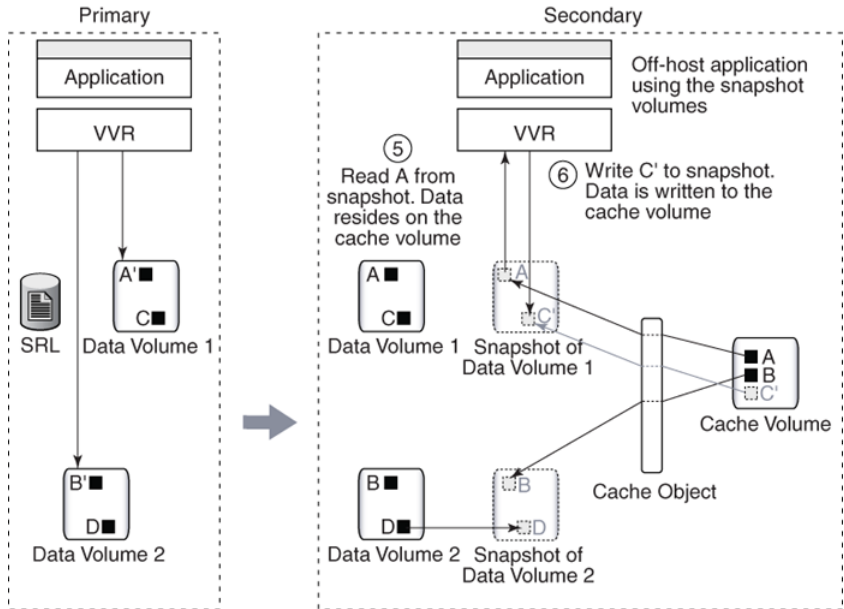 Primary
Application
VVR
A'
C
SRL
Data Volume 1
B'
D
Data Volume 2
Secondary
Application
VVR
Off-host application
using the snapshot
volumes
5
Read A from
snapshot. Data
resides on the
cache volume
6
Write C' to snapshot.
Data is written to the
cache volume
A
C
Data Volume 1
A
C'
Snapshot of
Data Volume 1
A
B
C'
Cache Volume
Cache Object
B
D
Data Volume 2
B
D
Snapshot of
Data Volume 2